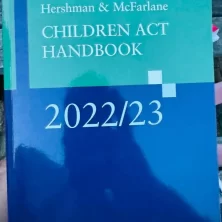 Hershman & McFarlane
CHILDREN ACT
HANDBOOK
2022/23